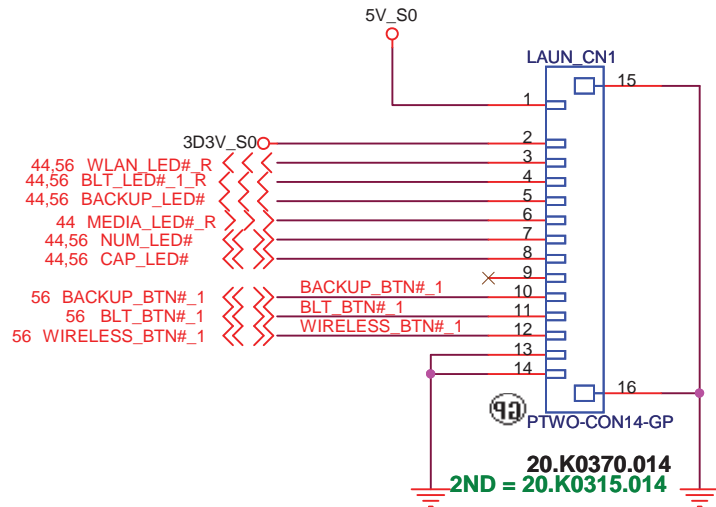 5V_S0
LAUN_CN1
15
1
3D3V_S0
2
44,56 WLAN_LED#_R
3
44,56 BLT_LED#_1_R
4
44,56 BACKUP_LED#
5
44 MEDIA_LED#_R
6
44,56 NUM_LED#
7
44,56 CAP_LED#
8
9
56 BACKUP_BTN#_1
BACKUP_BTN#_1
10
56 BLT_BTN#_1
BLT_BTN#_1
11
56 WIRELESS_BTN#_1
WIRELESS_BTN#_1
12
13
14
16
GP
PTWO-CON14-GP
20.K0370.014
2ND = 20.K0315.014